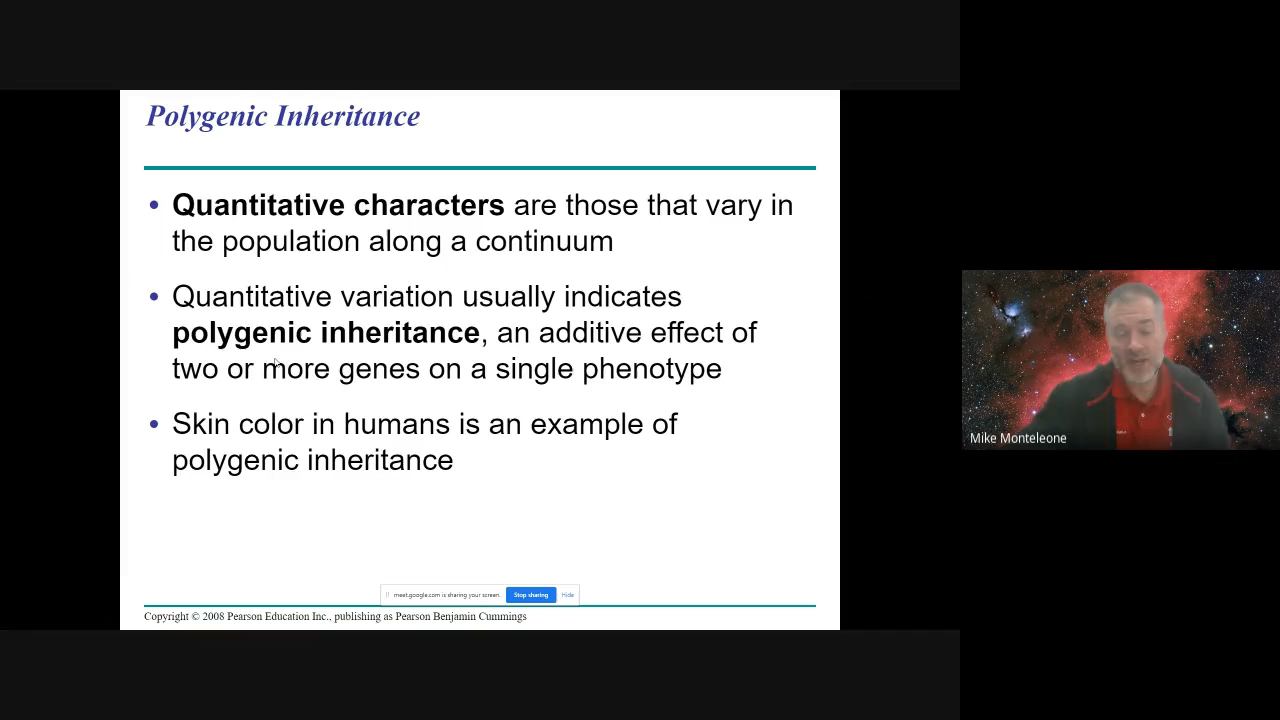 Polygenic Inheritance
• Quantitative characters are those that vary in
the population along a continuum
• Quantitative variation usually indicates
polygenic inheritance, an additive effect of
two or more genes on a single phenotype
• Skin color in humans is an example of
polygenic inheritance
meet.google.com is sharing your screen. Stop sharing Hide
Copyright © 2008 Pearson Education Inc., publishing as Pearson Benjamin Cummings
Mike Monteleone